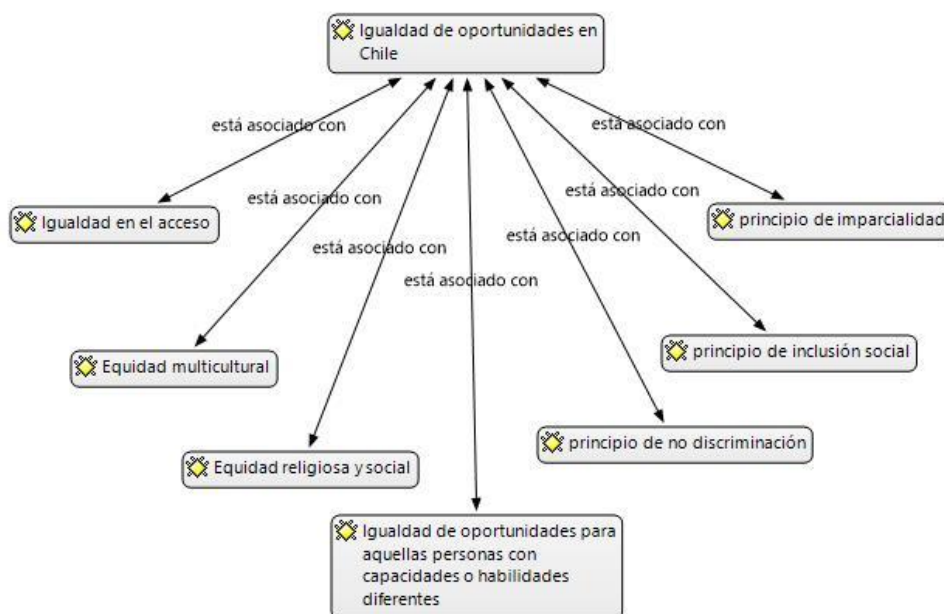 Igualdad de oportunidades en
Chile
está asociado con
está asociado con
está asociado con
está asociado con
está asociado con
está asociado con
está asociado con
Igualdad en el acceso
principio de imparcialidad
Equidad multicultural
principio de inclusión social
Equidad religiosa y social
principio de no discriminación
Igualdad de oportunidades para
aquellas personas con
capacidades o habilidades
diferentes